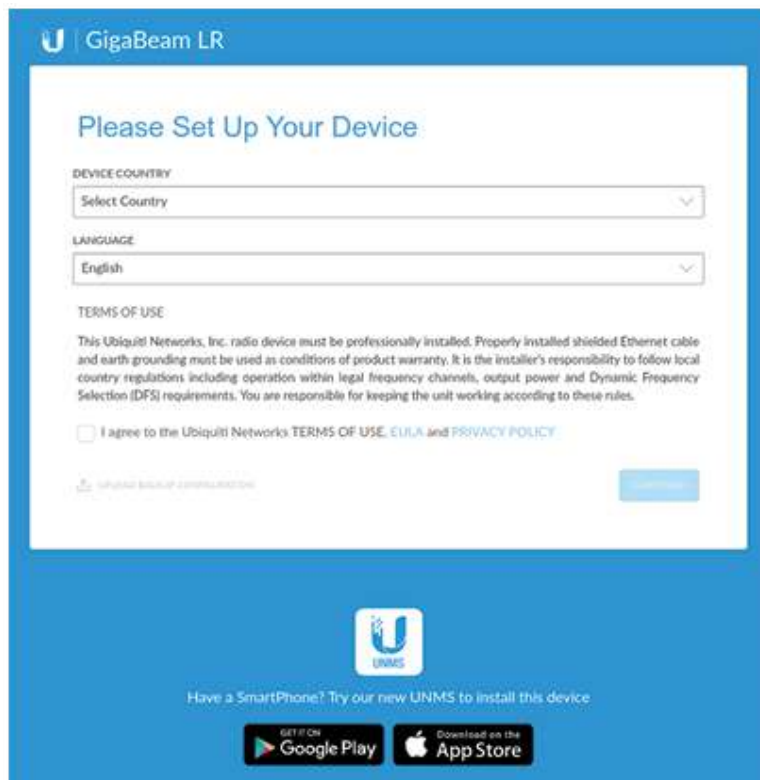 GigaBeam LR
Please Set Up Your Device
DEVICE COUNTRY
Select Country
LANGUAGE
English
TERMS OF USE
This Ubiquiti Networks, Inc. radio device must be professionally installed. Properly installed shielded Ethernet cable
and earth grounding must be used as conditions of product warranty. It is the installer's responsibility to follow local
country regulations including operation within legal frequency channels, output power and Dynamic Frequency
Selection (DFS) requirements. You are responsible for keeping the unit working according to these rules.
I agree to the Ubiquiti Networks TERMS OF USE, EULA and PRIVACY POLICY
UPLOAD BACKUP CONFIGURATION
UNMS
Have a SmartPhone? Try our new UNMS to install this device
GET IT ON
Google Play
Download on the
App Store